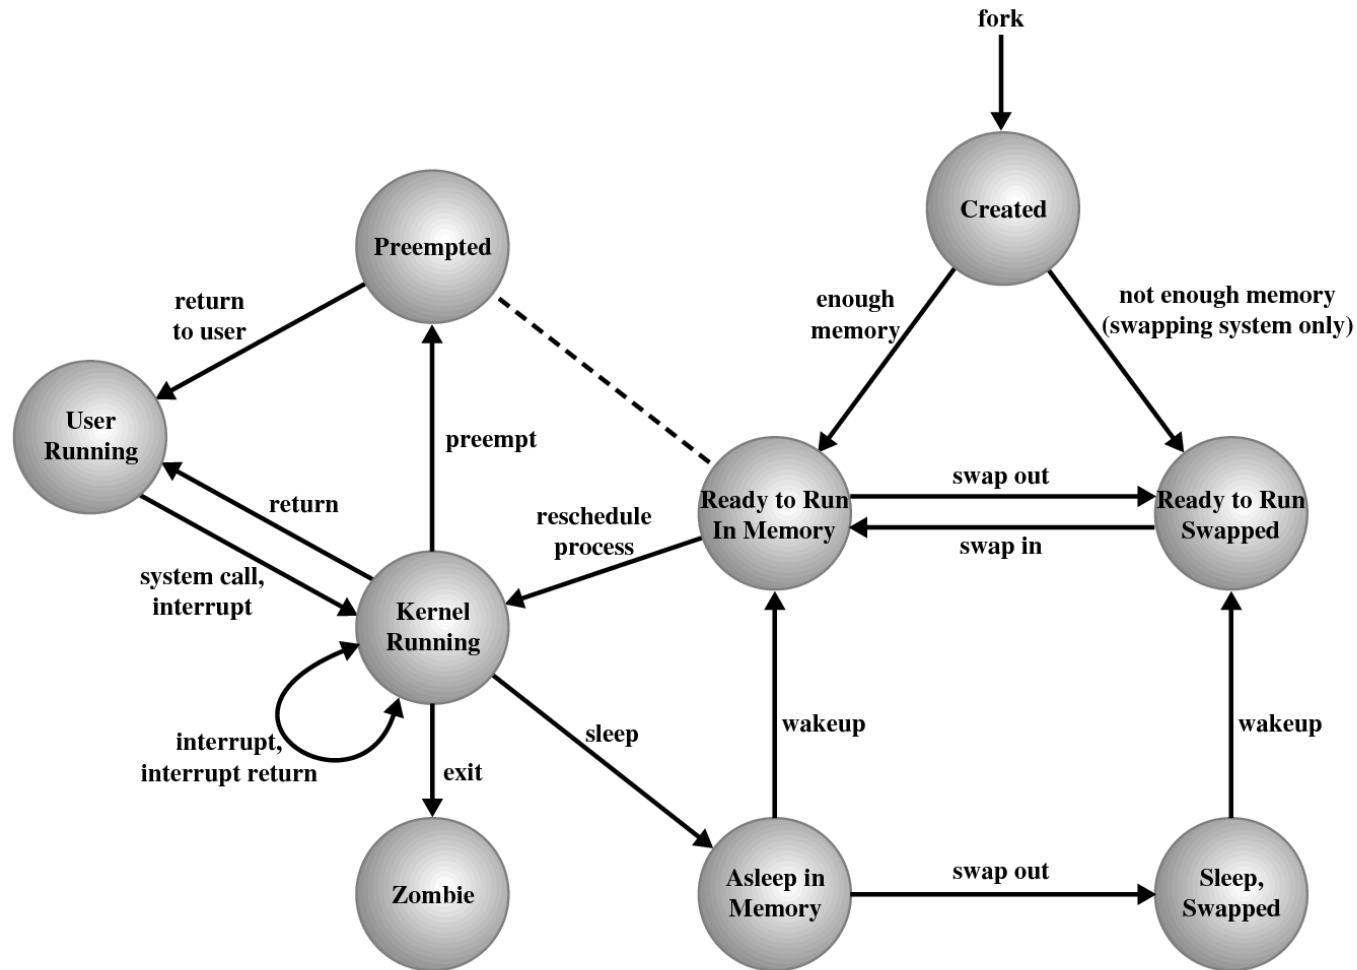 fork
Created
Preempted
enough
memory
not enough memory
(swapping system only)
return
to user
User
Running
preempt
return
Ready to Run
In Memory
swap out
swap in
Ready to Run
Swapped
reschedule
process
system call,
interrupt
Kernel
Running
interrupt,
interrupt return
sleep
exit
wakeup
wakeup
Zombie
Asleep in
Memory
swap out
Sleep,
Swapped